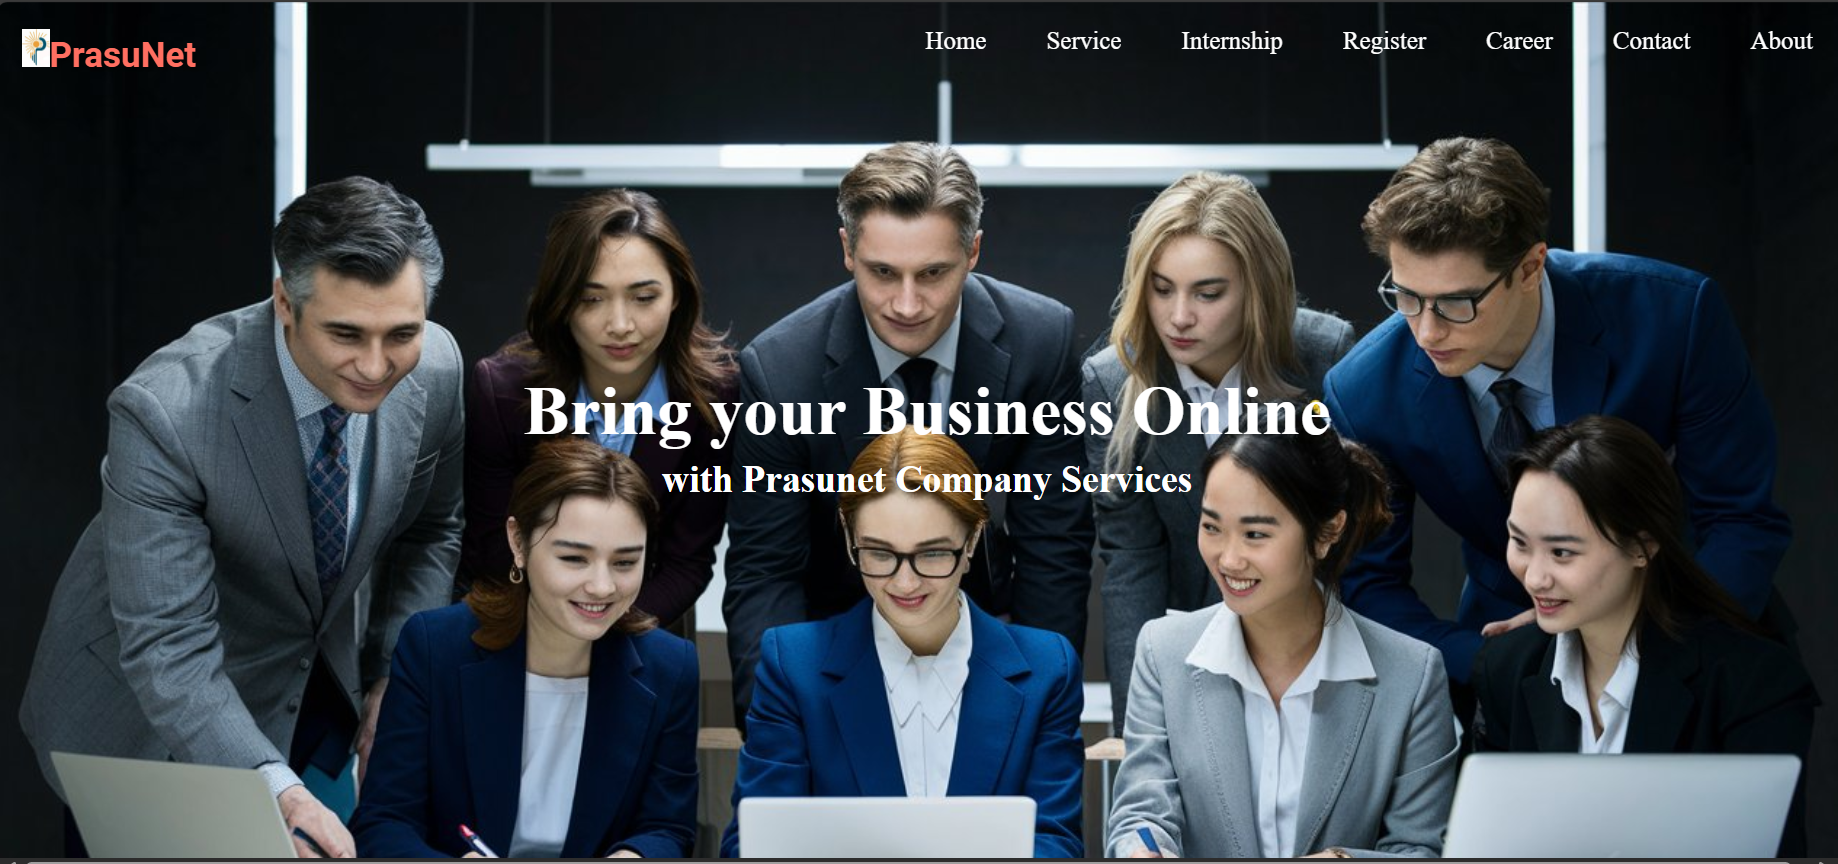 PrasuNet
Home Service Internship Register Career Contact About
Bring your Business Online
with Prasunet Company Services